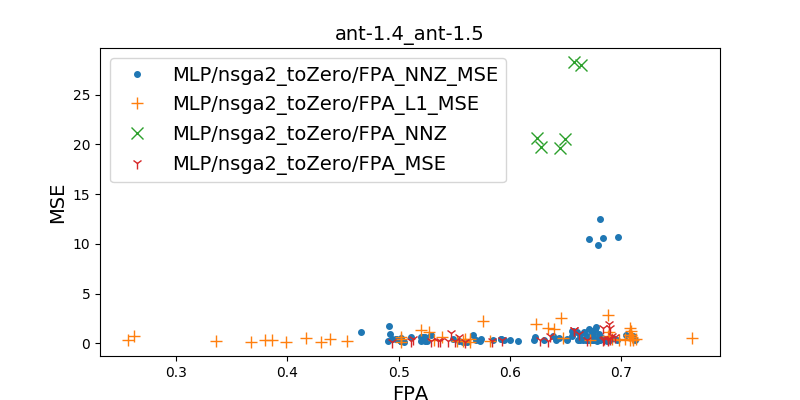 ant-1.4_ant-1.5
MLP/nsga2_toZero/FPA_NNZ_MSE
MLP/nsga2_toZero/FPA_L1_MSE
MLP/nsga2_toZero/FPA_NNZ
MLP/nsga2_toZero/FPA_MSE
MSE
25
20
15
10
5
0
0.3 0.4 0.5 0.6 0.7
FPA